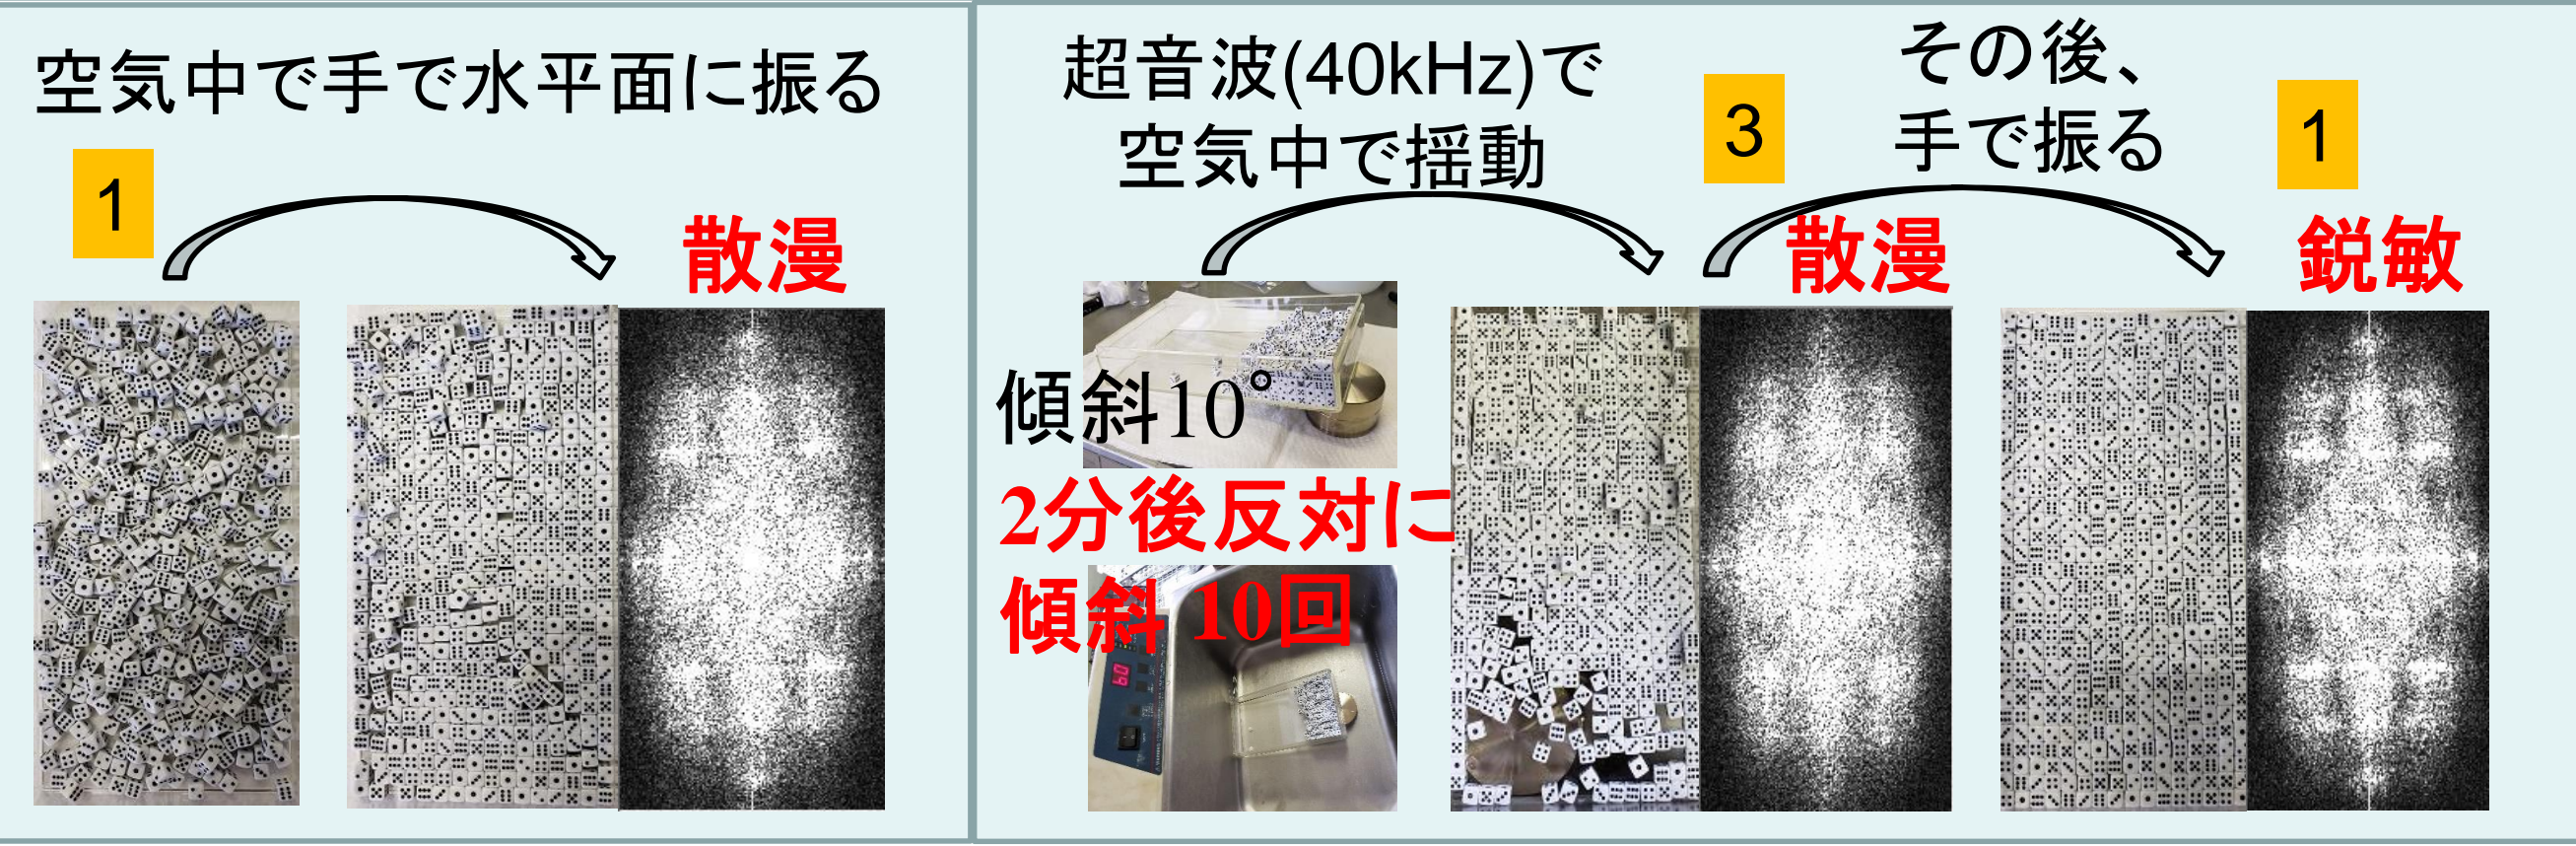 空気中で手で水平面に振る
1
散漫
超音波(40kHz)で
空気中で揺動
3
その後、
手で振る
1
散漫
鋭敏
傾斜10°
2分後反対に
傾斜 10回
60